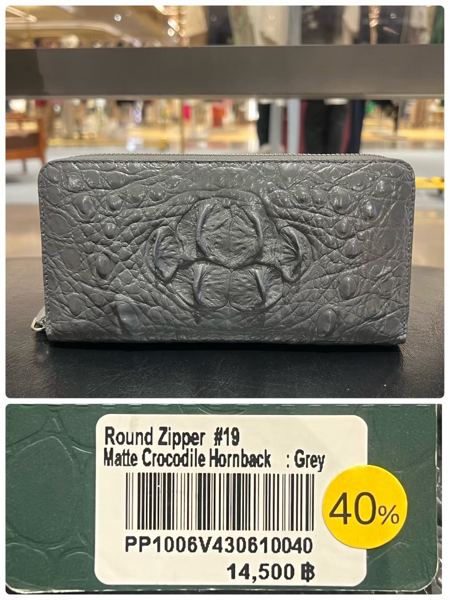 Round Zipper #19
Matte Crocodile Hornback : Grey
40%
PP1006V430610040
14,500 ฿